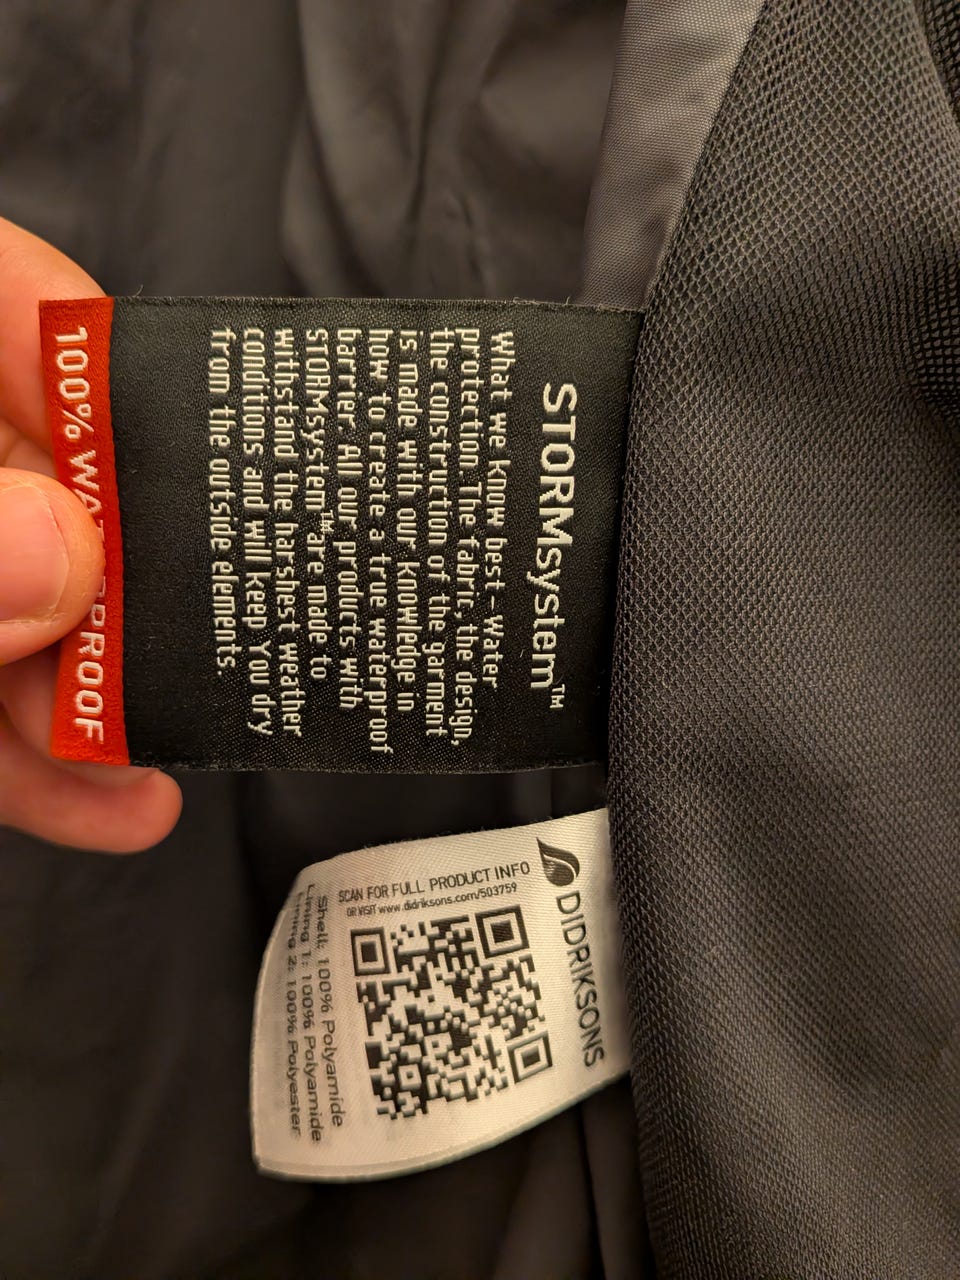 STORMsystem™
What we know best – Water
protection. The fabric, the design,
the construction of the garment
is made with our knowledge in
how to create a true waterproof
barrier. All our products with
STORMsystem™ are made to
withstand the harshest weather
conditions and will keep You dry
from the outside elements.
100% WATERPROOF
DIDRIKSONS
SCAN FOR FULL PRODUCT INFO
OR VISIT www.didriksons.com/503759
Shell: 100% Polyamide
Lining 1: 100% Polyamide
Lining 2: 100% Polyester